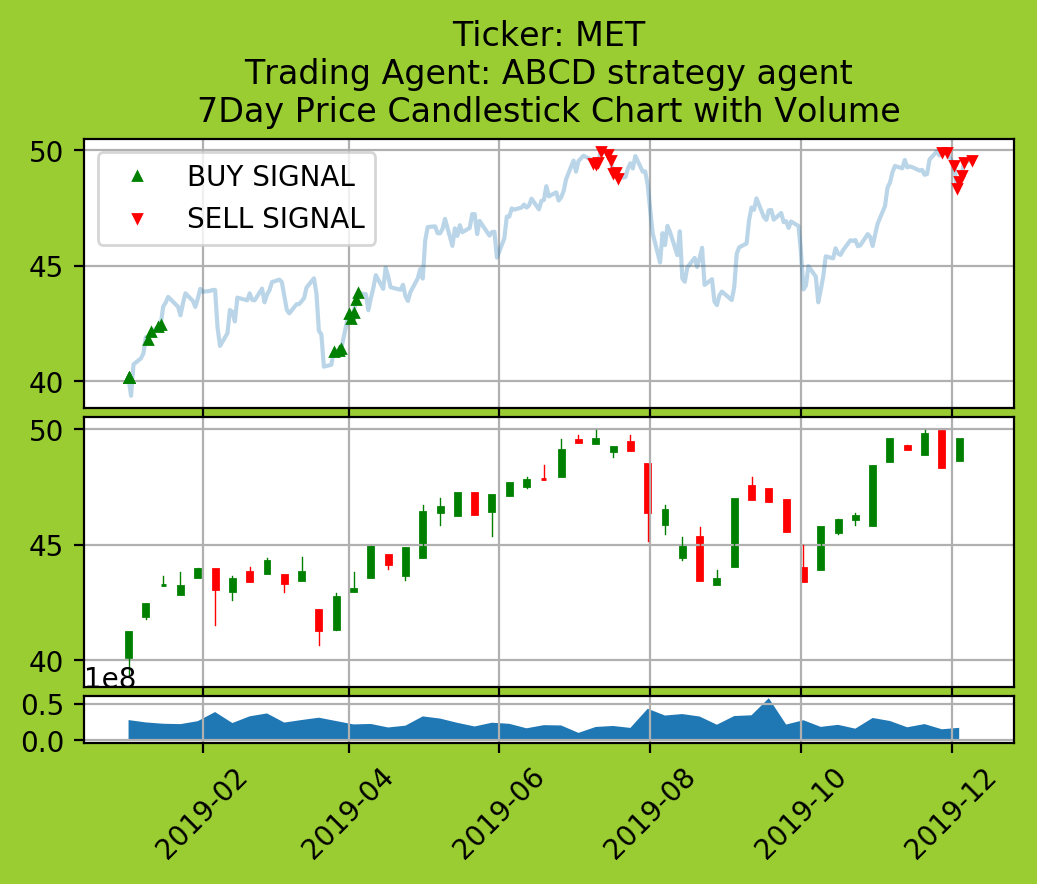 Ticker: MET
Trading Agent: ABCD strategy agent
7Day Price Candlestick Chart with Volume
50
BUY SIGNAL
SELL SIGNAL
45
40
50
45
40
1e8
0.5
0.0
2019-02
2019-04
2019-06
2019-08
2019-10
2019-12